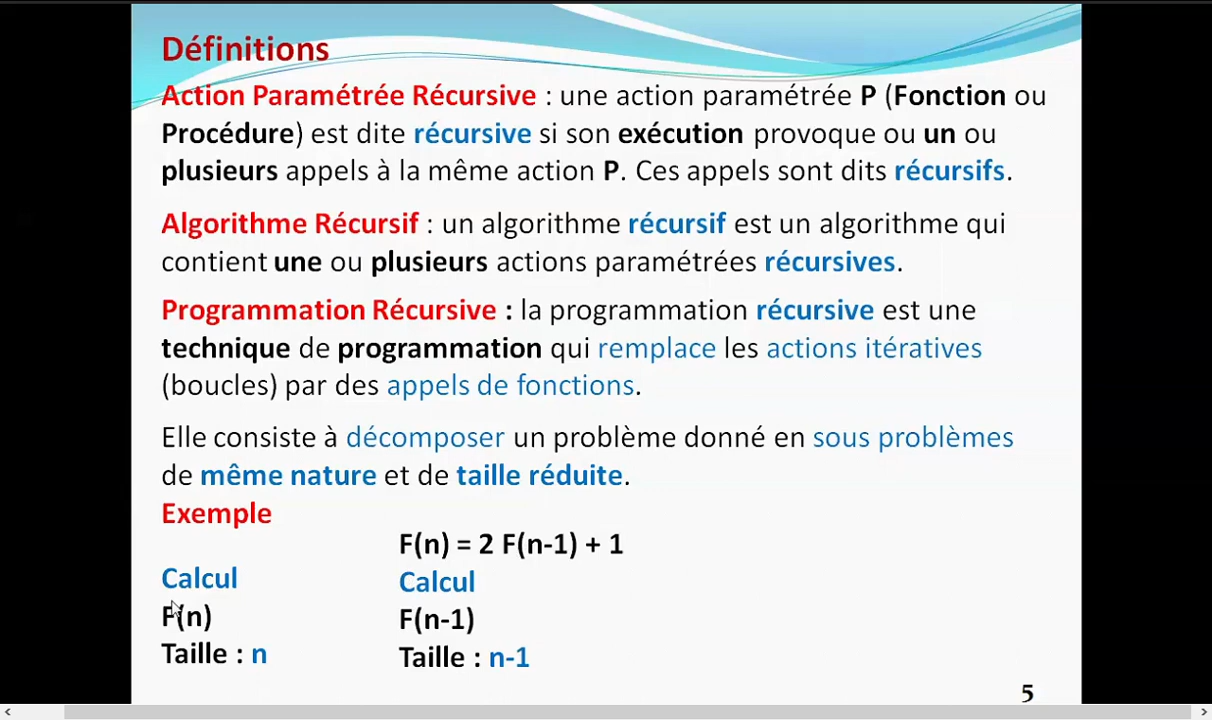 Définitions
Action Paramétrée Récursive : une action paramétrée P (Fonction ou
Procédure) est dite récursive si son exécution provoque ou un ou
plusieurs appels à la même action P. Ces appels sont dits récursifs.
Algorithme Récursif : un algorithme récursif est un algorithme qui
contient une ou plusieurs actions paramétrées récursives.
Programmation Récursive : la programmation récursive est une
technique de programmation qui remplace les actions itératives
(boucles) par des appels de fonctions.
Elle consiste à décomposer un problème donné en sous problèmes
de même nature et de taille réduite.
Exemple
F(n) = 2 F(n-1) + 1
Calcul
F(n)
Taille : n
Calcul
F(n-1)
Taille : n-1
5